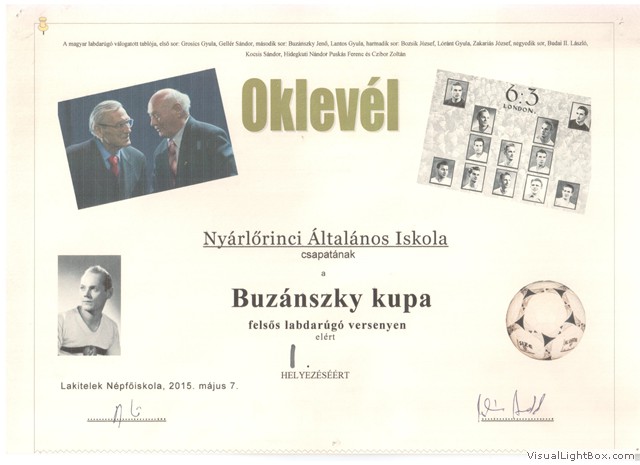 A magyar labdarúgó válogatott tablója, első sor: Grosics Gyula, Gellér Sándor, második sor: Buzánszky Jenő, Lantos Gyula, harmadik sor: Bozsik József, Lóránt Gyula, Zakariás József, negyedik sor, Budai II. László,
Kocsis Sándor, Hidegkuti Nándor Puskás Ferenc és Czibor Zoltán
Oklevél
6:3
LONDON.
Nyárlőrinci Általános Iskola
csapatának
a
Buzánszky kupa
felsős labdarúgó versenyen
elért
I.
HELYEZÉSÉÉRT
Lakitelek Népfőiskola, 2015. május 7.
VisualLightBox.com